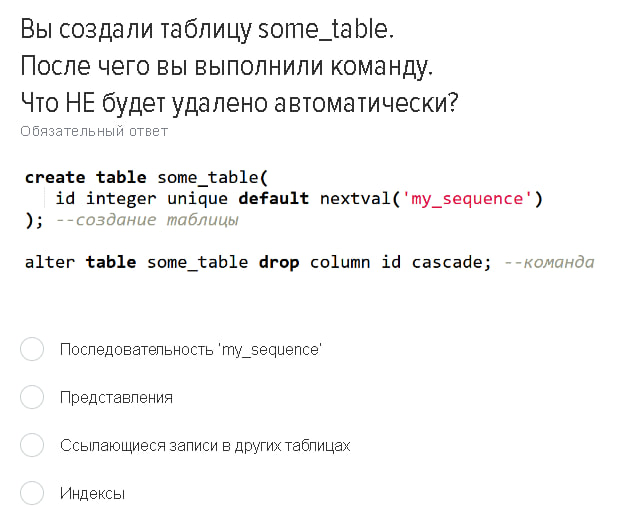 Вы создали таблицу some_table.
После чего вы выполнили команду.
Что НЕ будет удалено автоматически?
Обязательный ответ
create table some_table(
id integer unique default nextval('my_sequence')
); --создание таблицы
alter table some_table drop column id cascade; --команда
Последовательность 'my_sequence'
Представления
Ссылающиеся записи в других таблицах
Индексы